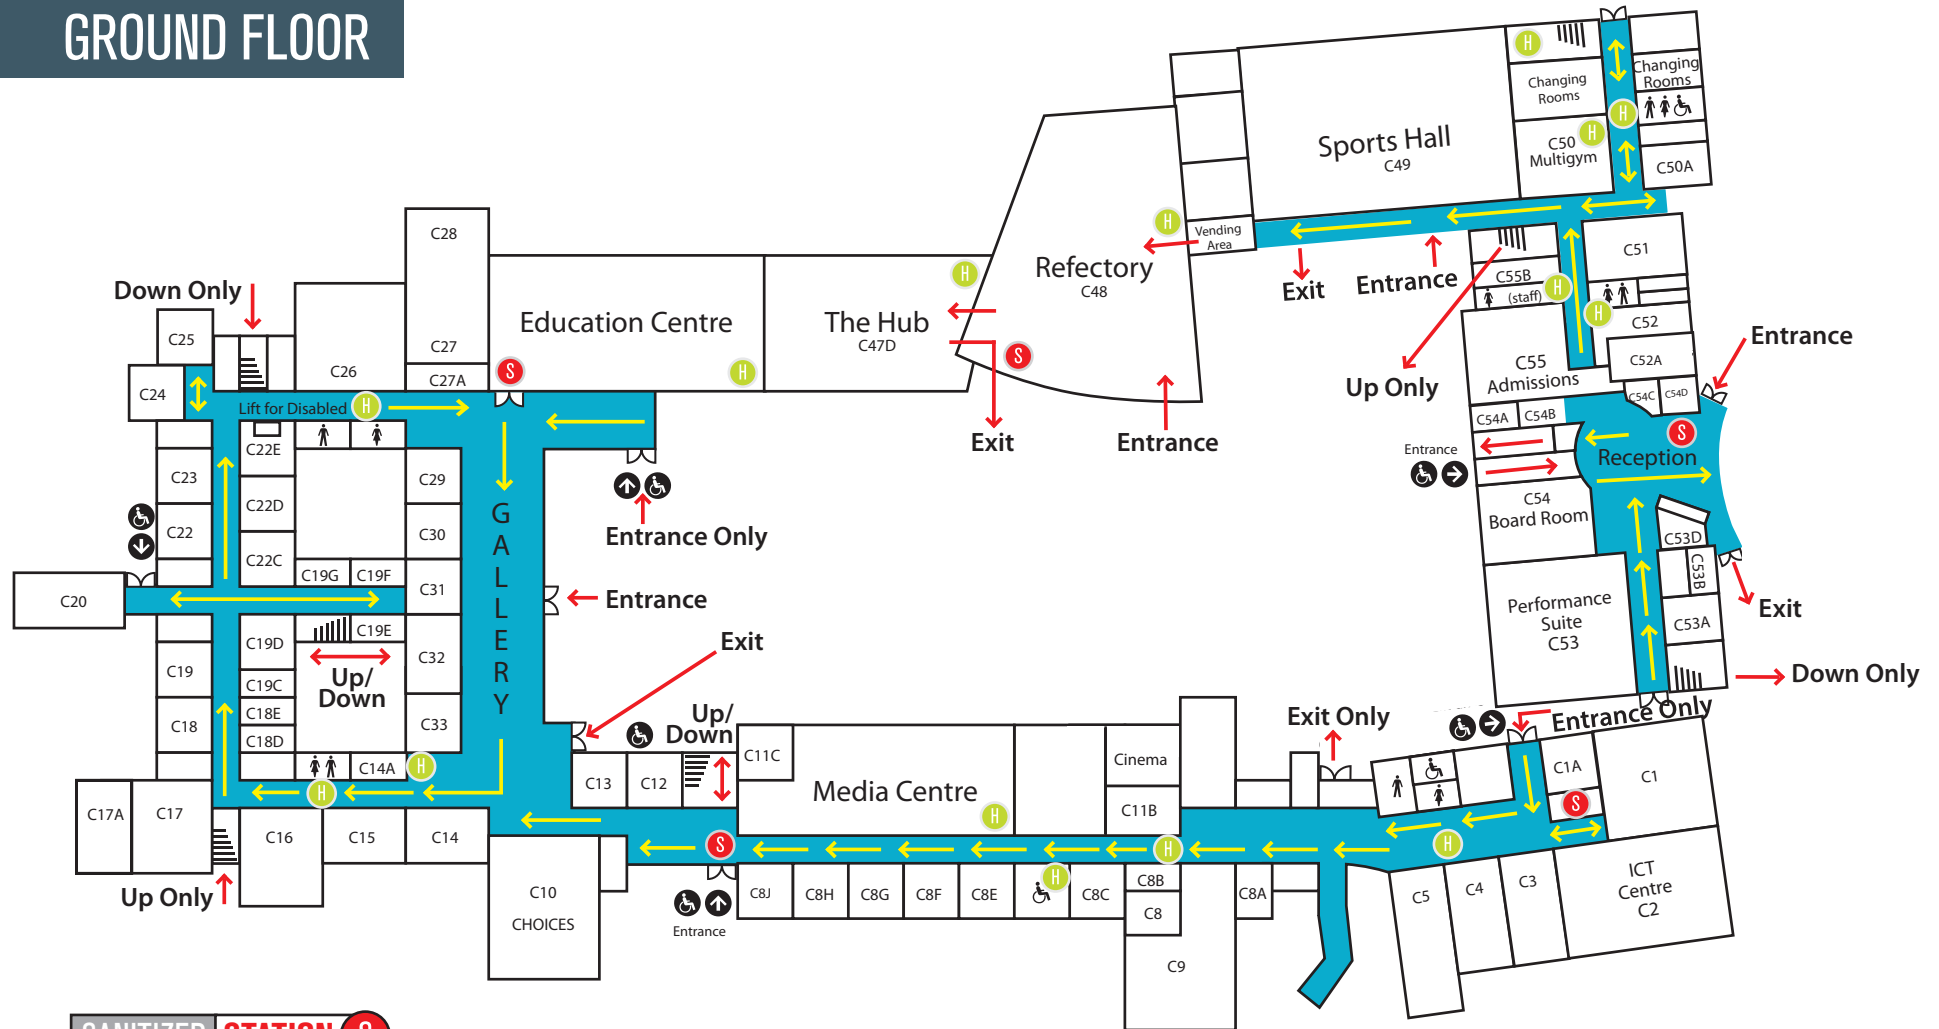 GROUND FLOOR
Changing
Rooms
Changing
Rooms
H
H
H
Sports Hall
C49
C50
Multigym
C50A
C28
H
Vending
Area
Refectory
C48
C51
Exit
Entrance
C55B
(staff)
H
H
Down Only
C25
Education Centre
The Hub
C47D
H
C27
C26
C27A
S
H
S
C52
C52A
Entrance
C55
Admissions
Up Only
C54C
C54D
C24
Lift for Disabled
H
C54A
C54B
S
Exit
Entrance
Entrance
Reception
C22E
C23
C29
C22D
C54
Board Room
GALLERY
C22
C30
Entrance Only
C53D
C22C
C19G
C19F
C31
C53B
C20
Entrance
Performance
Suite
C53
Exit
C19D
C19E
C53A
Exit
C19
C32
Up/
Down
C19C
Down Only
C18E
C18
C18D
C33
Up/
Down
Exit Only
Entrance Only
C14A
H
C11C
Cinema
C1A
C1
H
C13
C12
Media Centre
C11B
S
C17A
C17
H
C16
C15
C14
S
H
H
C10
CHOICES
C8J
C8H
C8G
C8F
C8E
H
C8C
C8B
C8
C8A
C5
C4
C3
ICT
Centre
C2
Up Only
Entrance
C9
SANITIZER
STATION
S